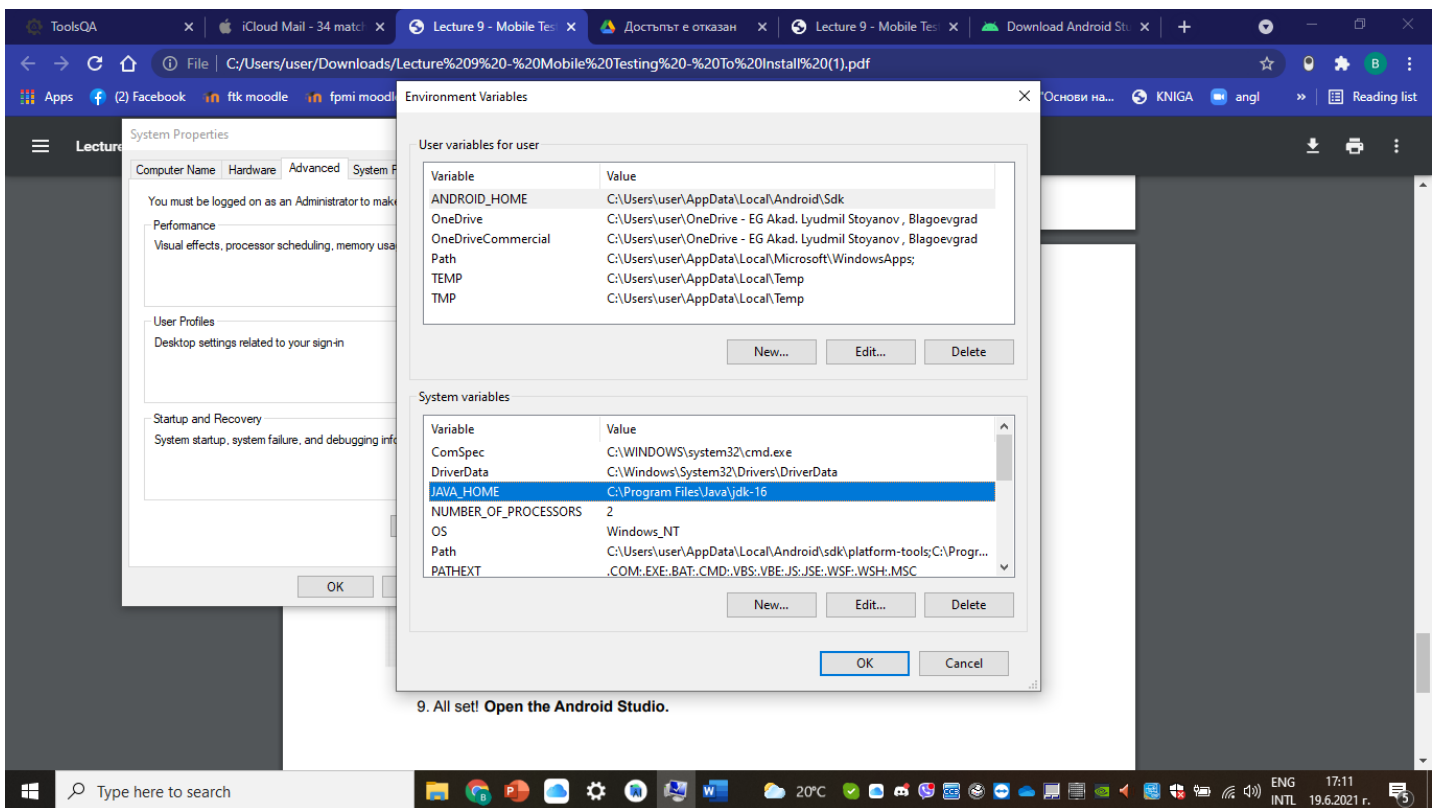 ToolsQA
iCloud Mail - 34 match
Lecture 9 - Mobile Tes
Достъпът е отказан
Lecture 9 - Mobile Tes
Download Android Stu
File
C:/Users/user/Downloads/Lecture%209%20-%20Mobile%20Testing%20-%20To%20Install%20(1).pdf
B
Apps
(2) Facebook
ftk moodle
fpmi moodl
"Основи на...
KNIGA
angl
»
Reading list
Lecture
System Properties
Computer Name
Hardware
Advanced
System P
You must be logged on as an Administrator to make
Performance
Visual effects, processor scheduling, memory usa
User Profiles
Desktop settings related to your sign-in
Startup and Recovery
System startup, system failure, and debugging info
OK
Environment Variables
User variables for user
Variable Value
ANDROID_HOME C:\Users\user\AppData\Local\Android\Sdk
OneDrive C:\Users\user\OneDrive - EG Akad. Lyudmil Stoyanov , Blagoevgrad
OneDriveCommercial C:\Users\user\OneDrive - EG Akad. Lyudmil Stoyanov , Blagoevgrad
Path C:\Users\user\AppData\Local\Microsoft\WindowsApps;
TEMP C:\Users\user\AppData\Local\Temp
TMP C:\Users\user\AppData\Local\Temp
New... Edit... Delete
System variables
Variable Value
ComSpec C:\WINDOWS\system32\cmd.exe
DriverData C:\Windows\System32\Drivers\DriverData
JAVA_HOME C:\Program Files\Java\jdk-16
NUMBER_OF_PROCESSORS 2
OS Windows_NT
Path C:\Users\user\AppData\Local\Android\sdk\platform-tools;C:\Progr...
PATHEXT .COM;.EXE;.BAT;.CMD;.VBS;.VBE;.JS;.JSE;.WSF;.WSH;.MSC
New... Edit... Delete
OK Cancel
9. All set! Open the Android Studio.
Type here to search
20°C
ENG
INTL
17:11
19.6.2021 г.
5